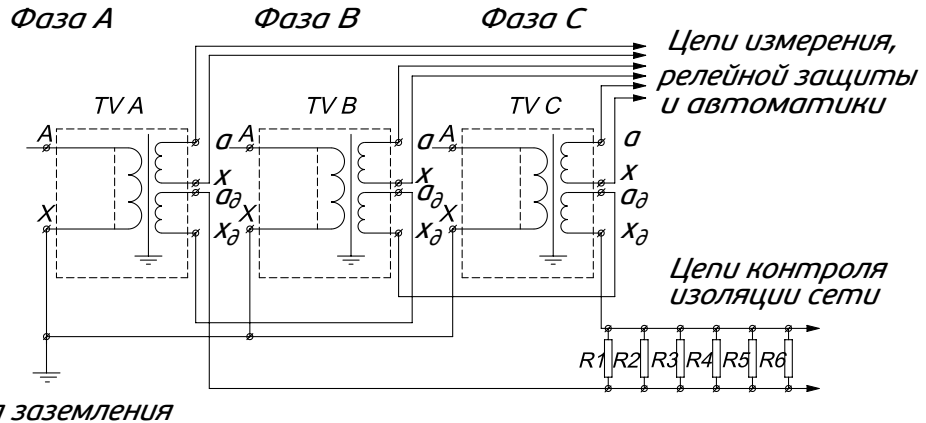 Фаза А
Фаза В
Фаза С
Цепи измерения,
релейной защиты
и автоматики
TV A
TV B
TV C
A
X
a
x
aд
xд
A
X
a
x
aд
xд
A
X
a
x
aд
xд
Цепи контроля
изоляции сети
R1 R2 R3 R4 R5 R6
заземления